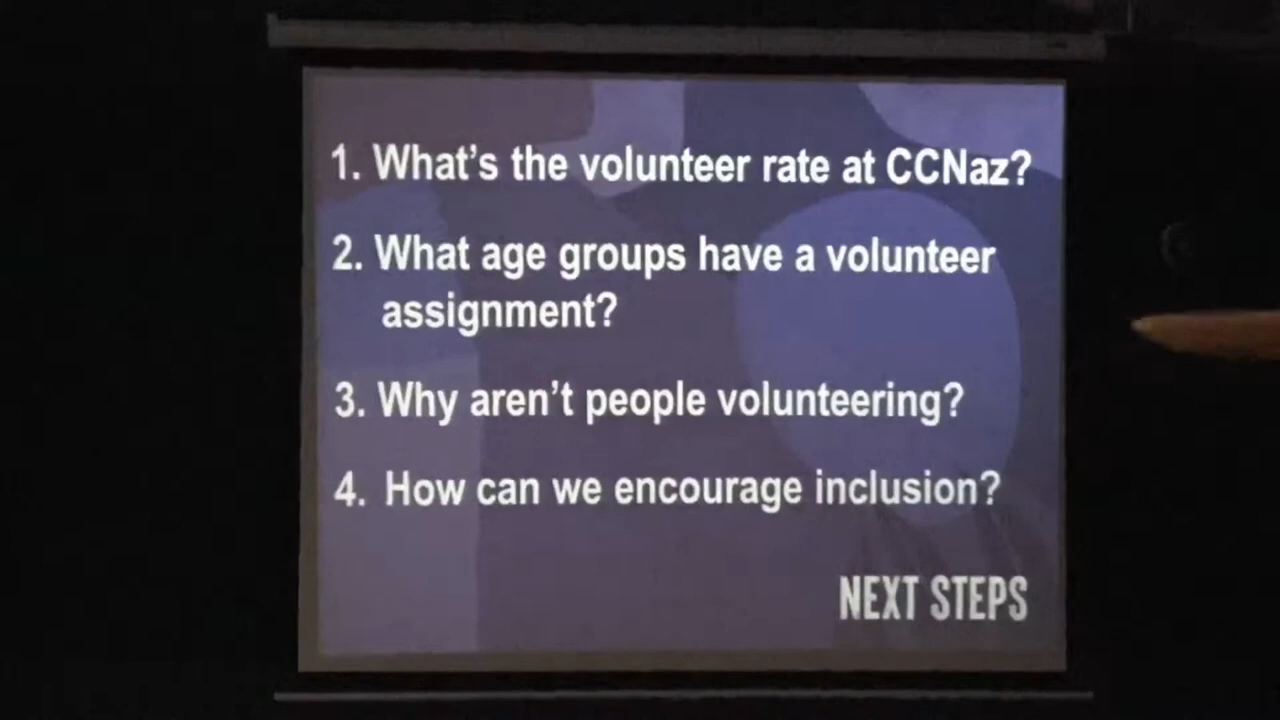 1. What's the volunteer rate at CCNaz?
2. What age groups have a volunteer
assignment?
3. Why aren't people volunteering?
4. How can we encourage inclusion?
NEXT STEPS